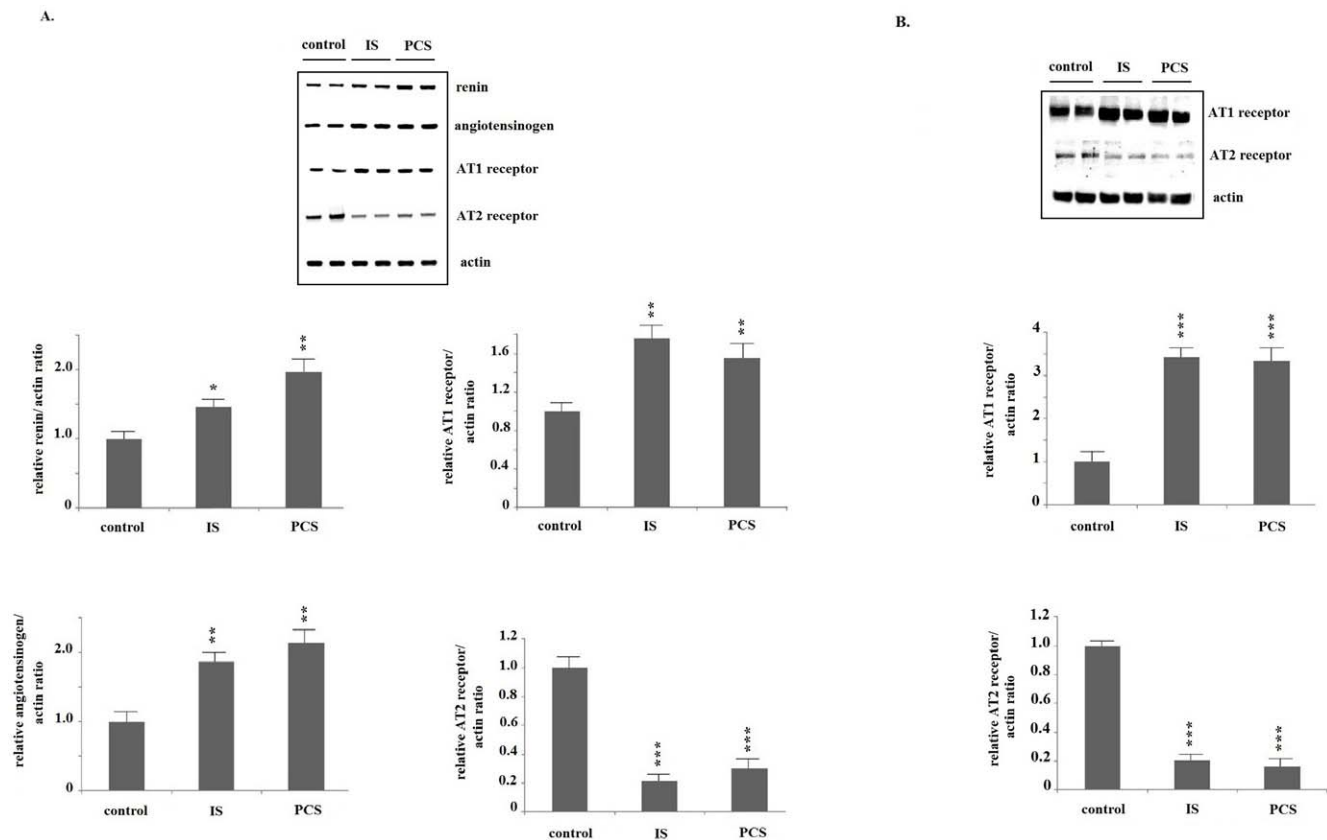 A.
control IS PCS
renin
angiotensinogen
AT1 receptor
AT2 receptor
actin
relative renin/ actin ratio
2.0
1.0
0
**
*
control IS PCS
relative AT1 receptor/
actin ratio
1.6
1.2
0.8
0.4
0
**
**
control IS PCS
relative angiotensinogen/
actin ratio
2.0
1.0
0
**
**
control IS PCS
relative AT2 receptor/
actin ratio
1.2
1.0
0.8
0.6
0.4
0.2
0
***
***
control IS PCS
B.
control IS PCS
AT1 receptor
AT2 receptor
actin
relative AT1 receptor/
actin ratio
4
3
2
1
0
***
***
control IS PCS
relative AT2 receptor/
actin ratio
1.2
1.0
0.8
0.6
0.4
0.2
0
***
***
control IS PCS